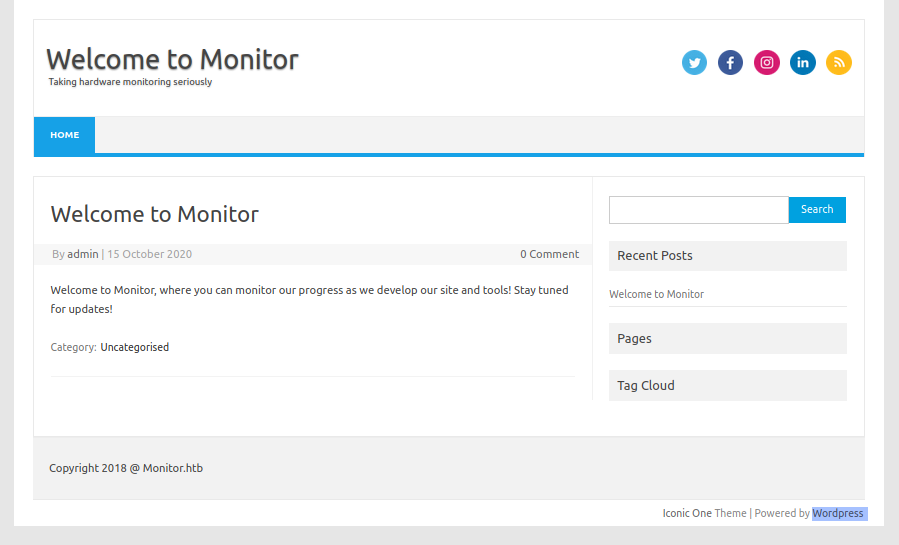 Welcome to Monitor
Taking hardware monitoring seriously
HOME
Welcome to Monitor
By admin | 15 October 2020
0 Comment
Welcome to Monitor, where you can monitor our progress as we develop our site and tools! Stay tuned
for updates!
Category: Uncategorised
Search
Recent Posts
Welcome to Monitor
Pages
Tag Cloud
Copyright 2018 @ Monitor.htb
Iconic One Theme | Powered by Wordpress